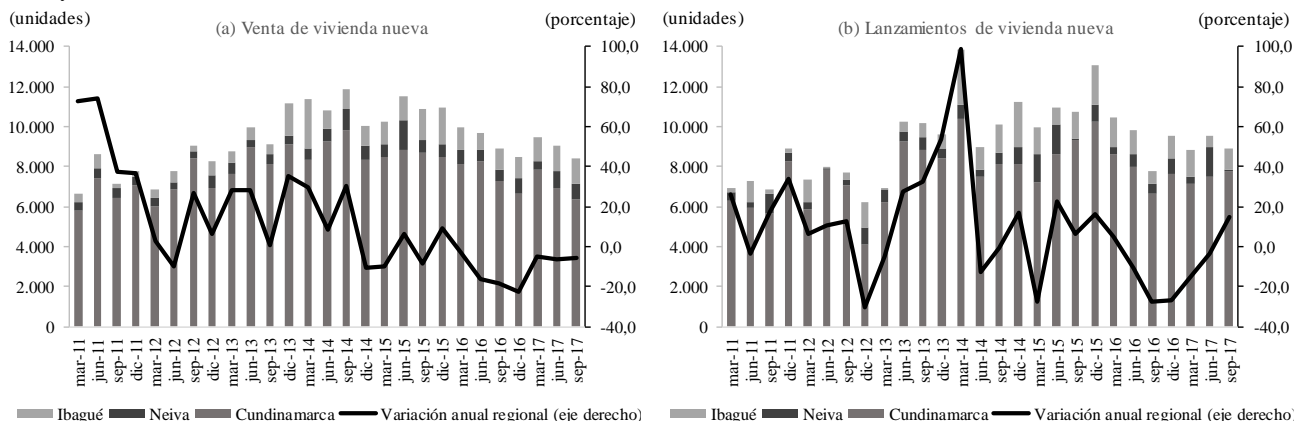 (unidades) (porcentaje)
(a) Venta de vivienda nueva
14.000 100,0
12.000 80,0
10.000 60,0
8.000 40,0
6.000 20,0
4.000 0,0
2.000 -20,0
0 -40,0
mar-11 jun-11 sep-11 dic-11 mar-12 jun-12 sep-12 dic-12 mar-13 jun-13 sep-13 dic-13 mar-14 jun-14 sep-14 dic-14 mar-15 jun-15 sep-15 dic-15 mar-16 jun-16 sep-16 dic-16 mar-17 jun-17 sep-17
Ibagué Neiva Cundinamarca Variación anual regional (eje derecho)
(unidades) (porcentaje)
(b) Lanzamientos de vivienda nueva
14.000 100,0
12.000 80,0
10.000 60,0
8.000 40,0
6.000 20,0
4.000 0,0
2.000 -20,0
0 -40,0
mar-11 jun-11 sep-11 dic-11 mar-12 jun-12 sep-12 dic-12 mar-13 jun-13 sep-13 dic-13 mar-14 jun-14 sep-14 dic-14 mar-15 jun-15 sep-15 dic-15 mar-16 jun-16 sep-16 dic-16 mar-17 jun-17 sep-17
Ibagué Neiva Cundinamarca Variación anual regional (eje derecho)